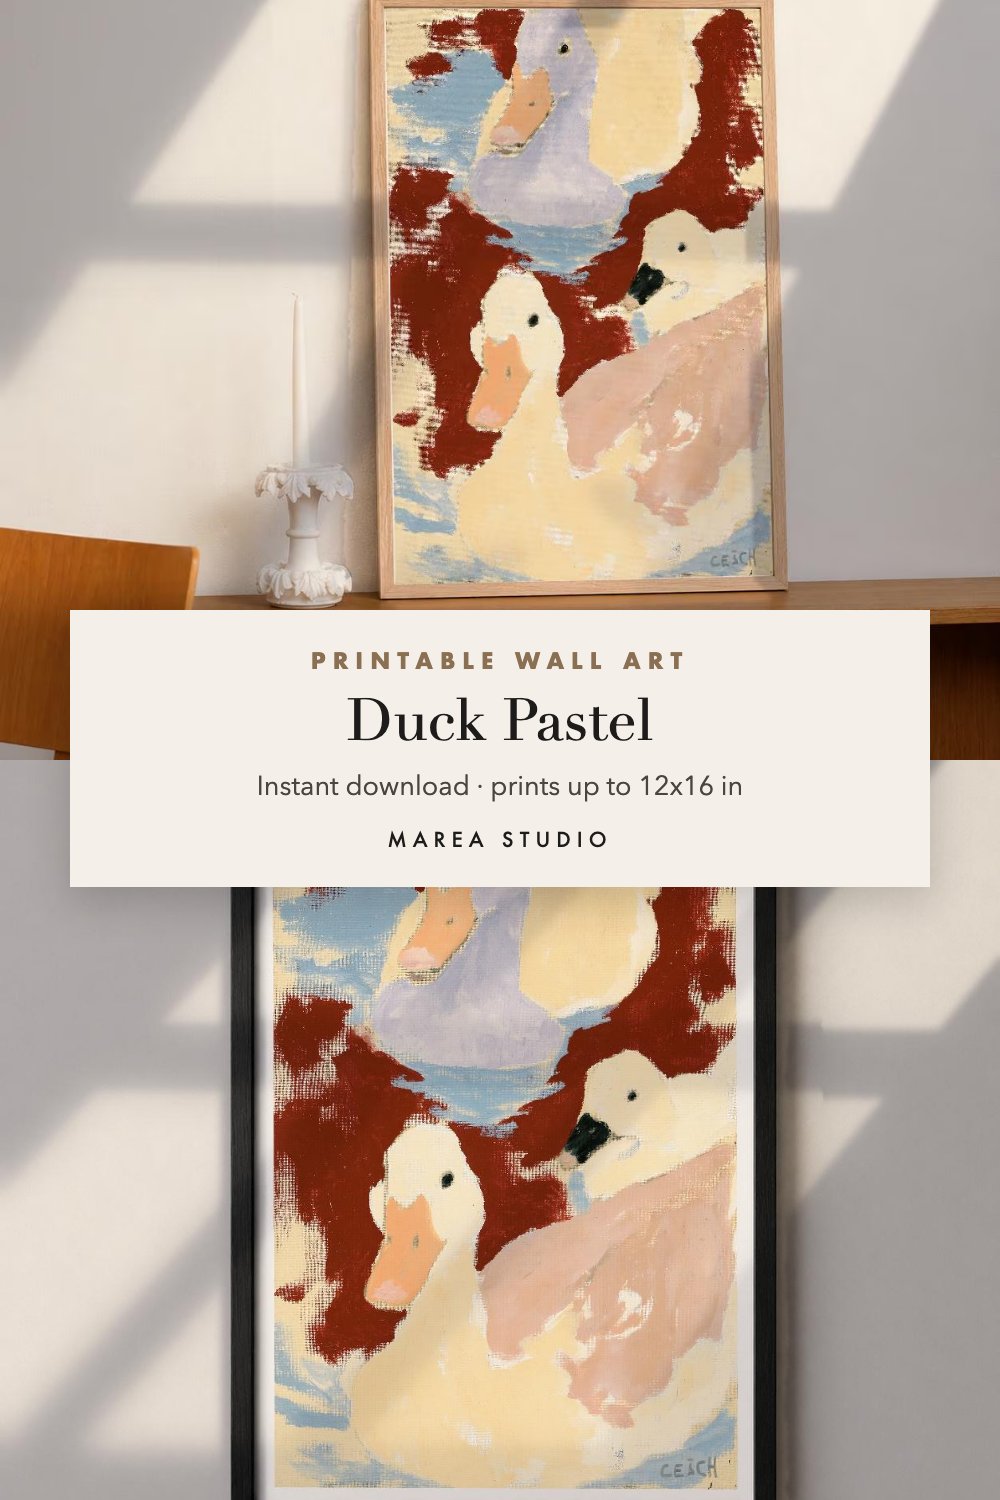 CESCH
PRINTABLE WALL ART
Duck Pastel
Instant download · prints up to 12x16 in
MAREA STUDIO
CESCH